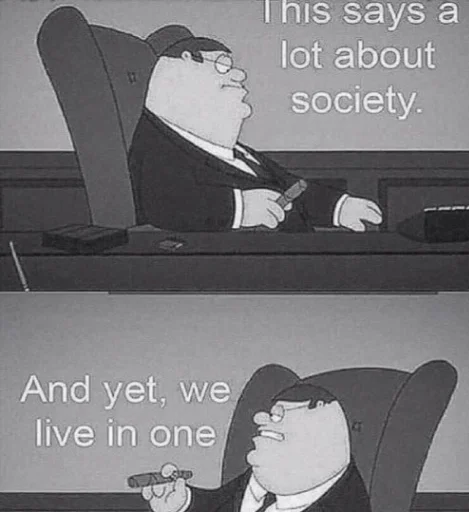 This says a
lot about
society.
And yet, we
live in one